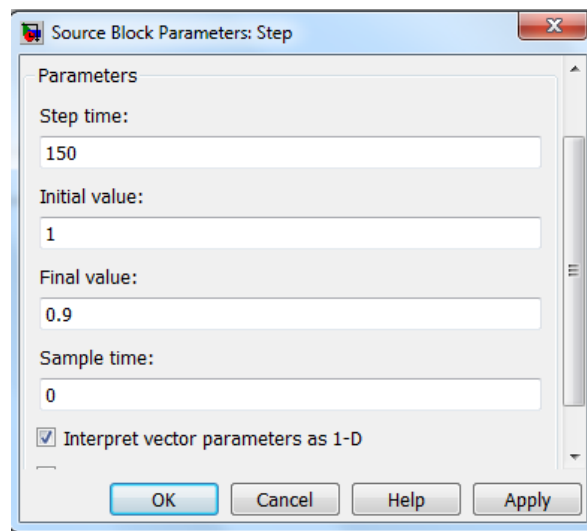 Source Block Parameters: Step
Parameters
Step time:
150
Initial value:
1
Final value:
0.9
Sample time:
0
Interpret vector parameters as 1-D
OK Cancel Help Apply